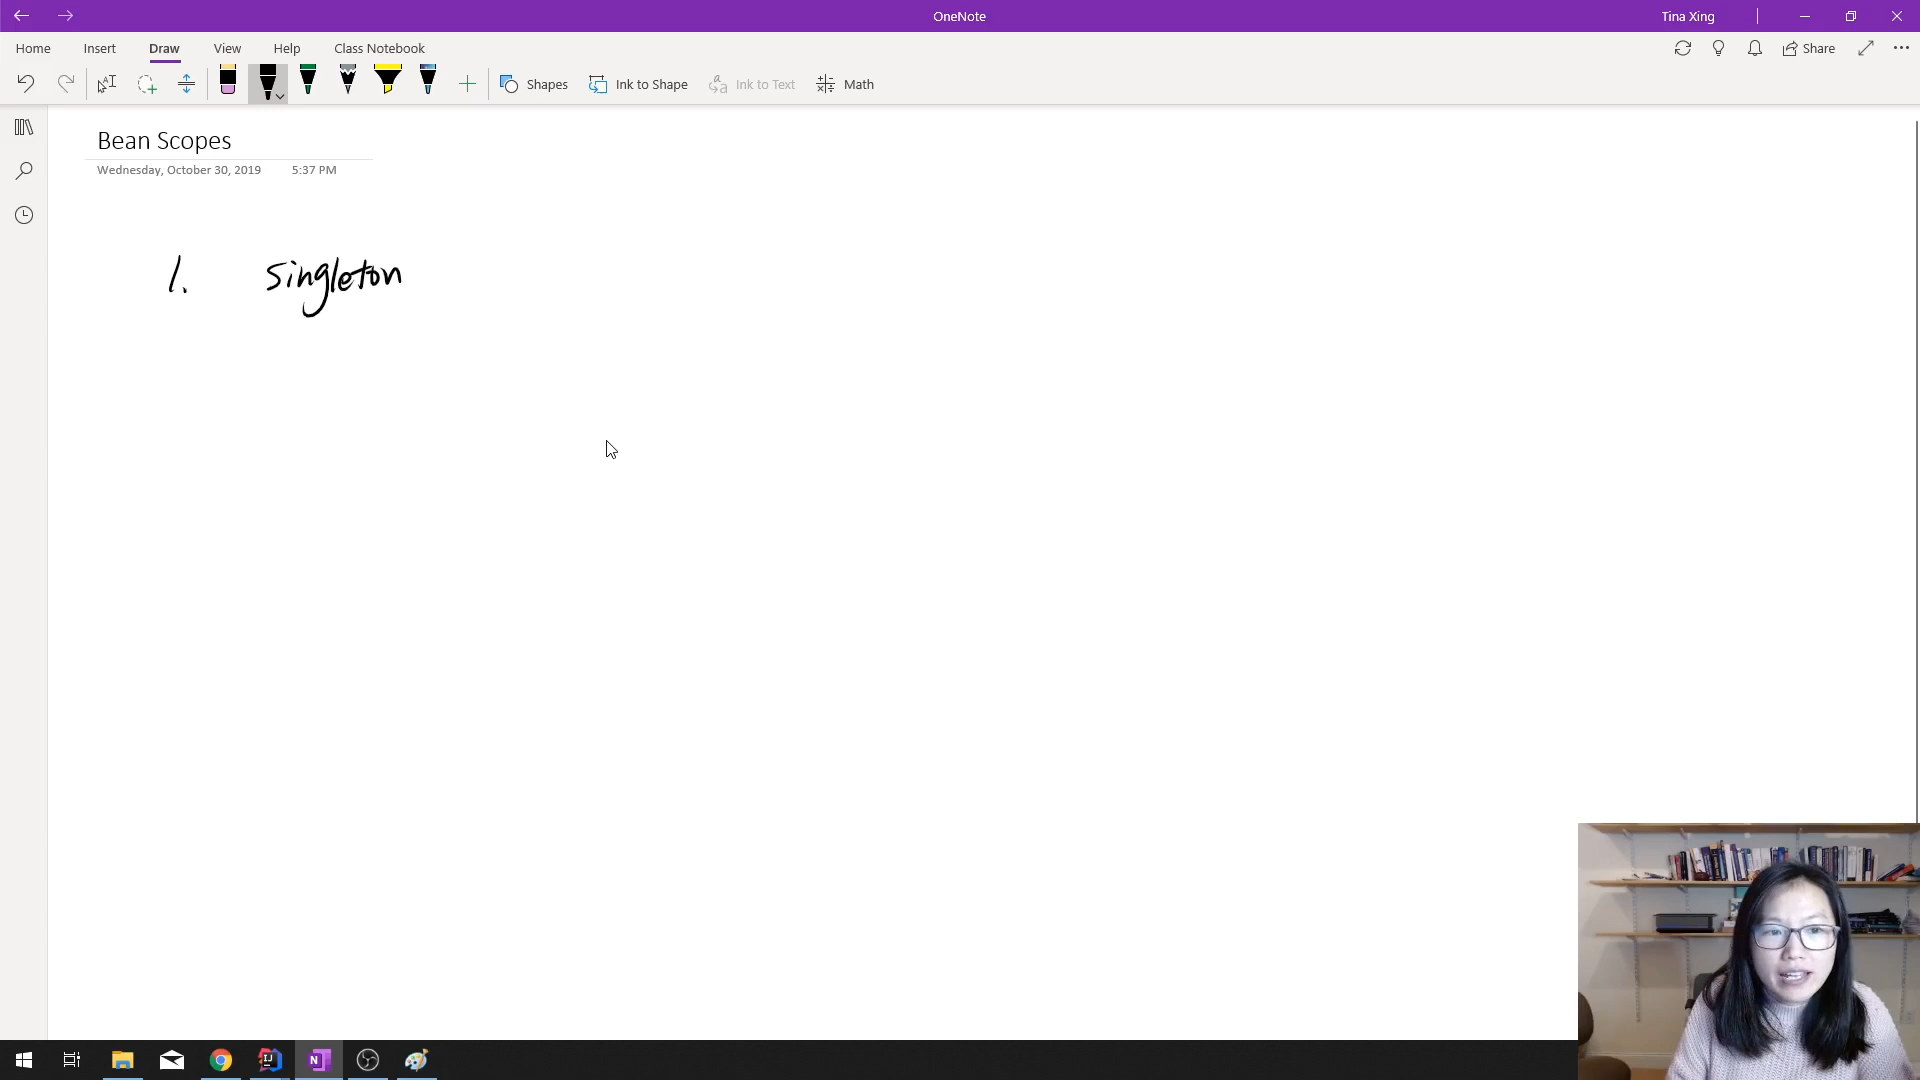 OneNote
Tina Xing
Home Insert Draw View Help Class Notebook
Share
Shapes Ink to Shape Ink to Text Math
Bean Scopes
Wednesday, October 30, 2019 5:37 PM
1. singleton